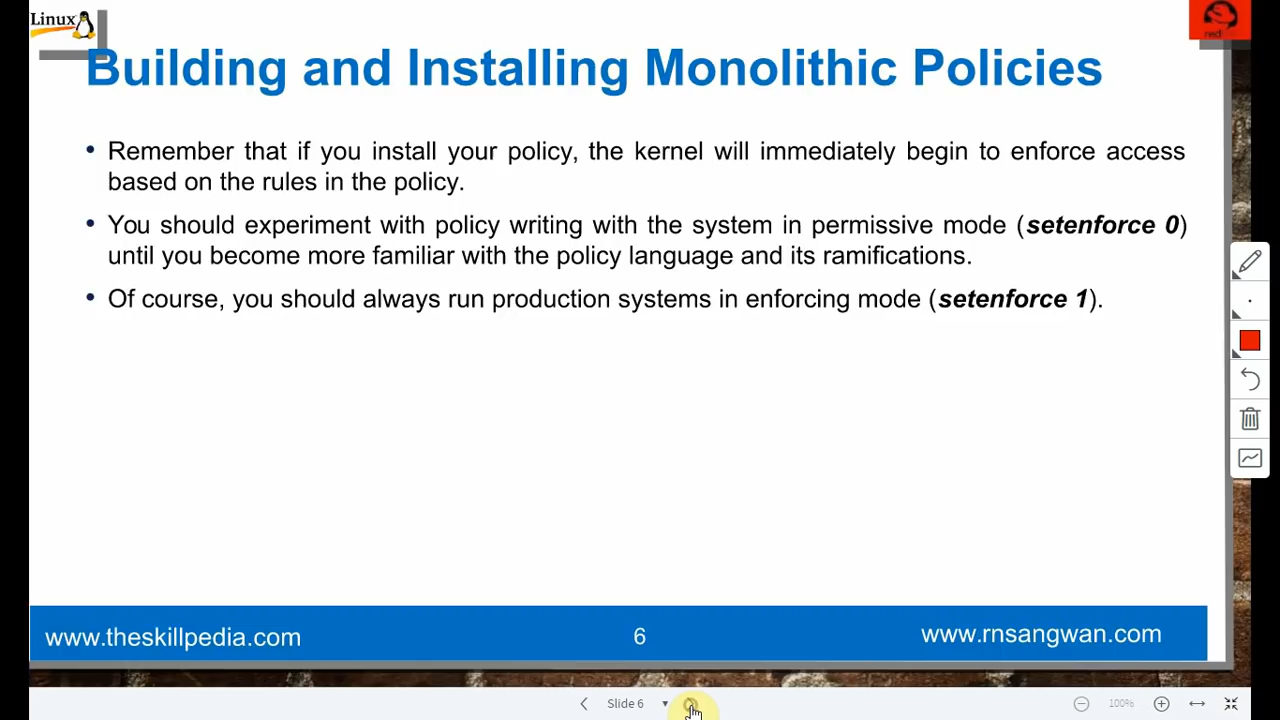 Linux
red
Building and Installing Monolithic Policies
• Remember that if you install your policy, the kernel will immediately begin to enforce access
based on the rules in the policy.
• You should experiment with policy writing with the system in permissive mode (setenforce 0)
until you become more familiar with the policy language and its ramifications.
• Of course, you should always run production systems in enforcing mode (setenforce 1).
www.theskillpedia.com
6
www.rnsangwan.com
Slide 6
100%